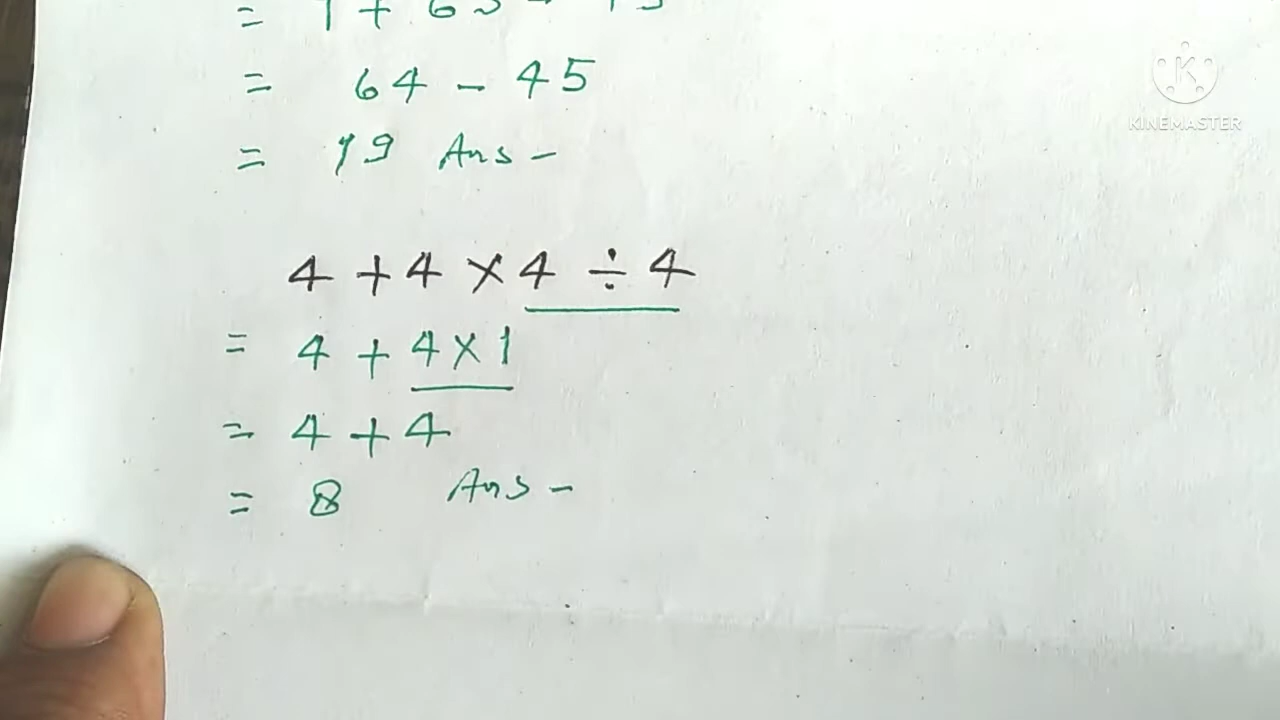 = 64 - 45
= 19 Ans -
4 + 4 × 4 ÷ 4
= 4 + 4 × 1
= 4 + 4
= 8 Ans -
KINEMASTER